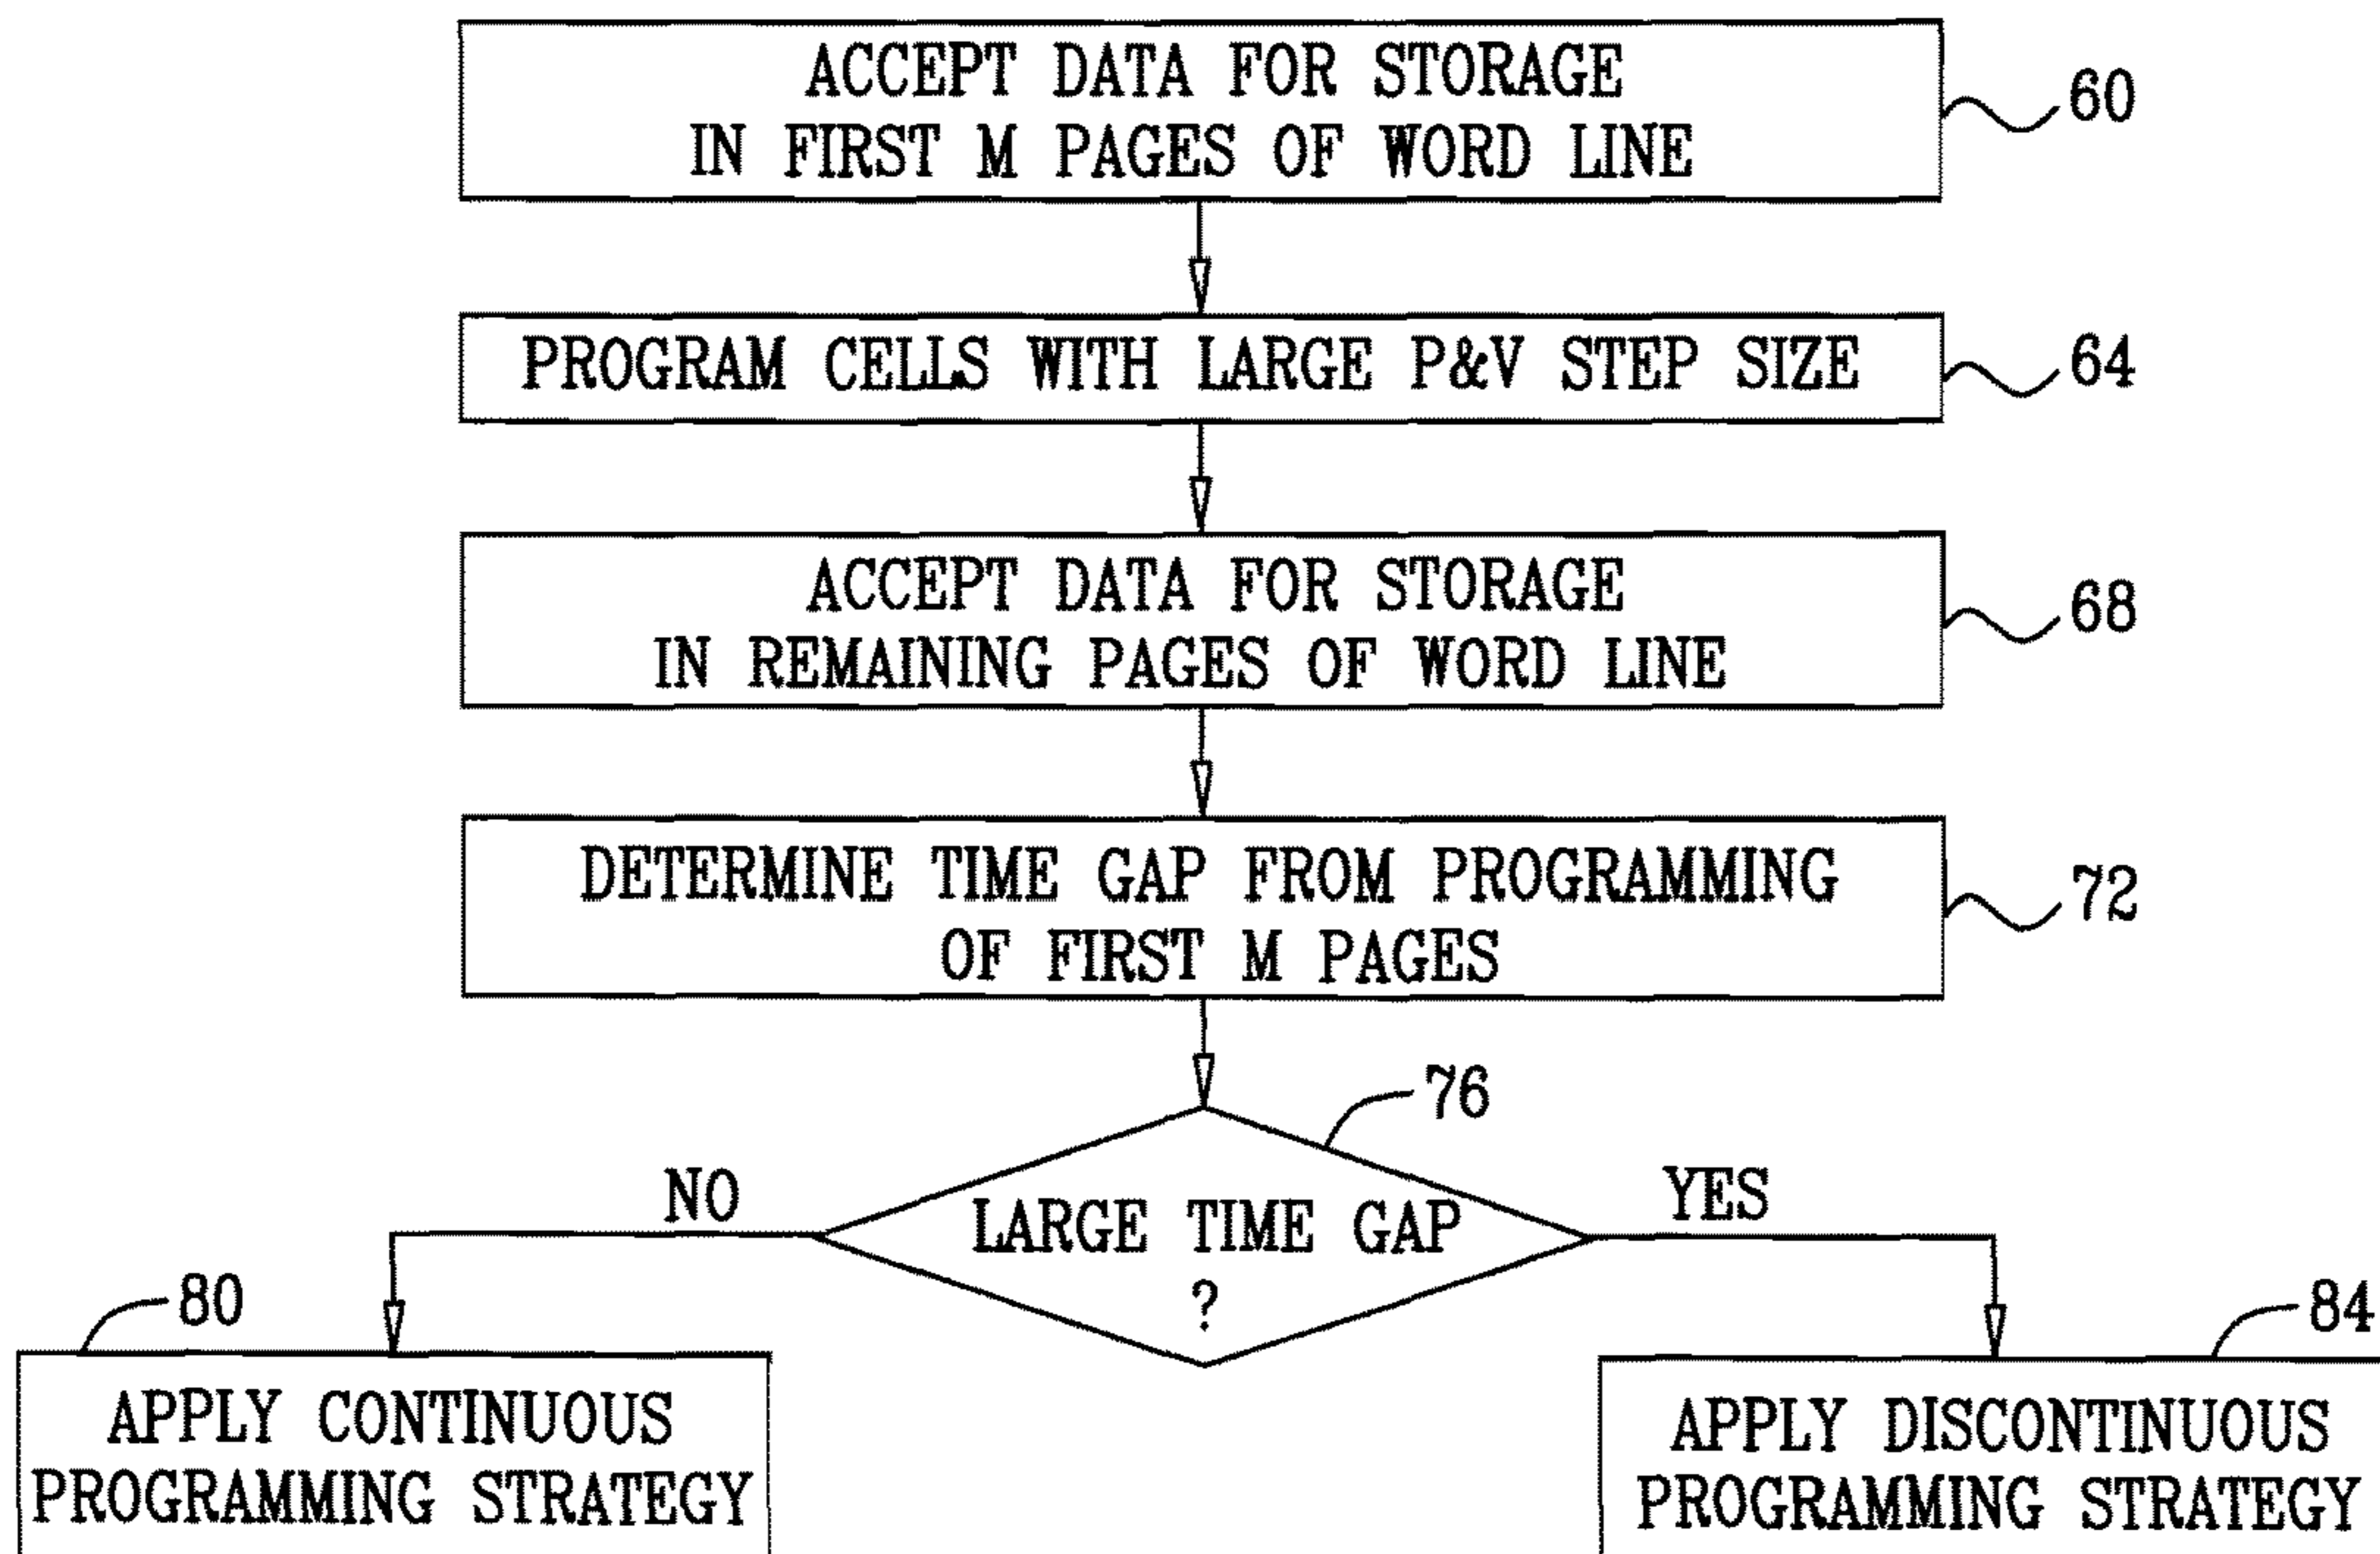 ACCEPT DATA FOR STORAGE
IN FIRST M PAGES OF WORD LINE
60
PROGRAM CELLS WITH LARGE P&V STEP SIZE
64
ACCEPT DATA FOR STORAGE
IN REMAINING PAGES OF WORD LINE
68
DETERMINE TIME GAP FROM PROGRAMMING
OF FIRST M PAGES
72
76
NO
LARGE TIME GAP
?
YES
80
APPLY CONTINUOUS
PROGRAMMING STRATEGY
84
APPLY DISCONTINUOUS
PROGRAMMING STRATEGY